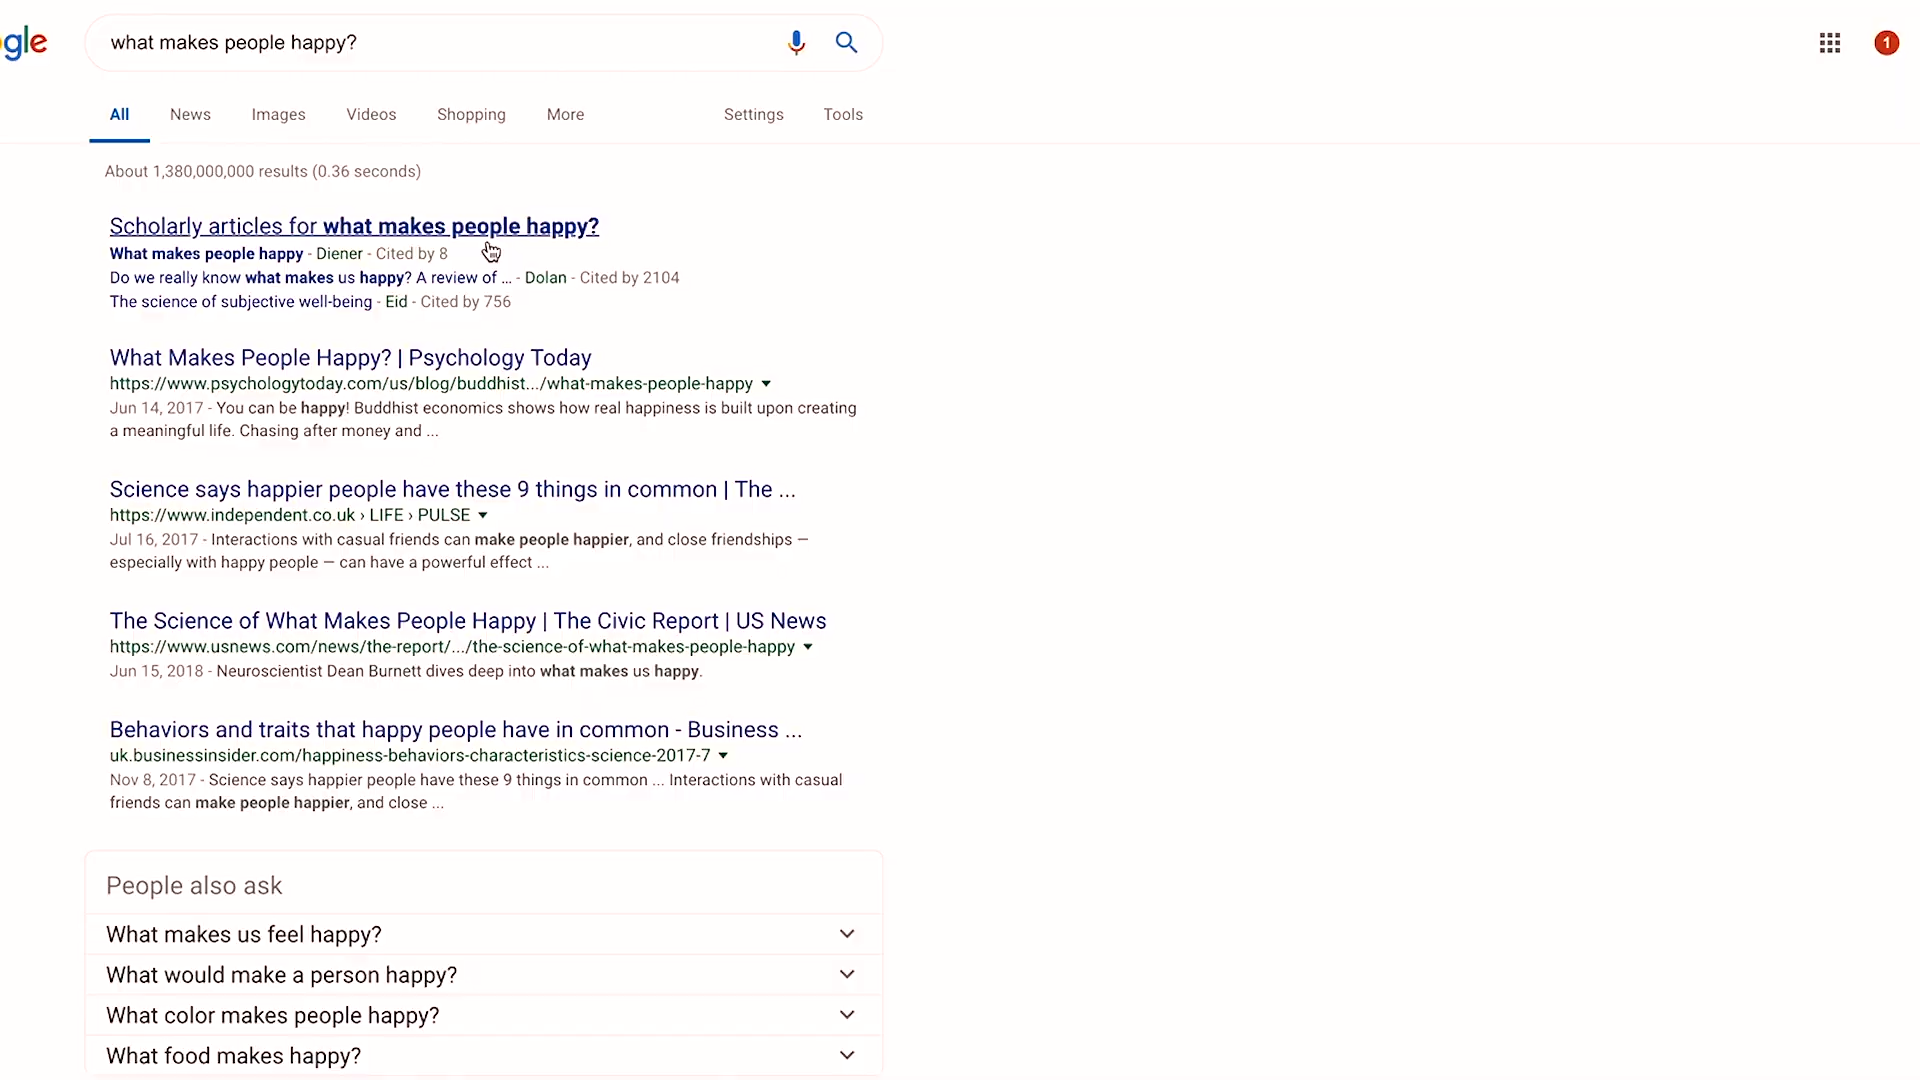 gle
what makes people happy?
1
All News Images Videos Shopping More Settings Tools
About 1,380,000,000 results (0.36 seconds)
Scholarly articles for what makes people happy?
What makes people happy - Diener - Cited by 8
Do we really know what makes us happy? A review of ... - Dolan - Cited by 2104
The science of subjective well-being - Eid - Cited by 756
What Makes People Happy? | Psychology Today
https://www.psychologytoday.com/us/blog/buddhist.../what-makes-people-happy
Jun 14, 2017 - You can be happy! Buddhist economics shows how real happiness is built upon creating
a meaningful life. Chasing after money and ...
Science says happier people have these 9 things in common | The ...
https://www.independent.co.uk › LIFE › PULSE
Jul 16, 2017 - Interactions with casual friends can make people happier, and close friendships —
especially with happy people — can have a powerful effect ...
The Science of What Makes People Happy | The Civic Report | US News
https://www.usnews.com/news/the-report/.../the-science-of-what-makes-people-happy
Jun 15, 2018 - Neuroscientist Dean Burnett dives deep into what makes us happy.
Behaviors and traits that happy people have in common - Business ...
uk.businessinsider.com/happiness-behaviors-characteristics-science-2017-7
Nov 8, 2017 - Science says happier people have these 9 things in common ... Interactions with casual
friends can make people happier, and close ...
People also ask
What makes us feel happy?
What would make a person happy?
What color makes people happy?
What food makes happy?